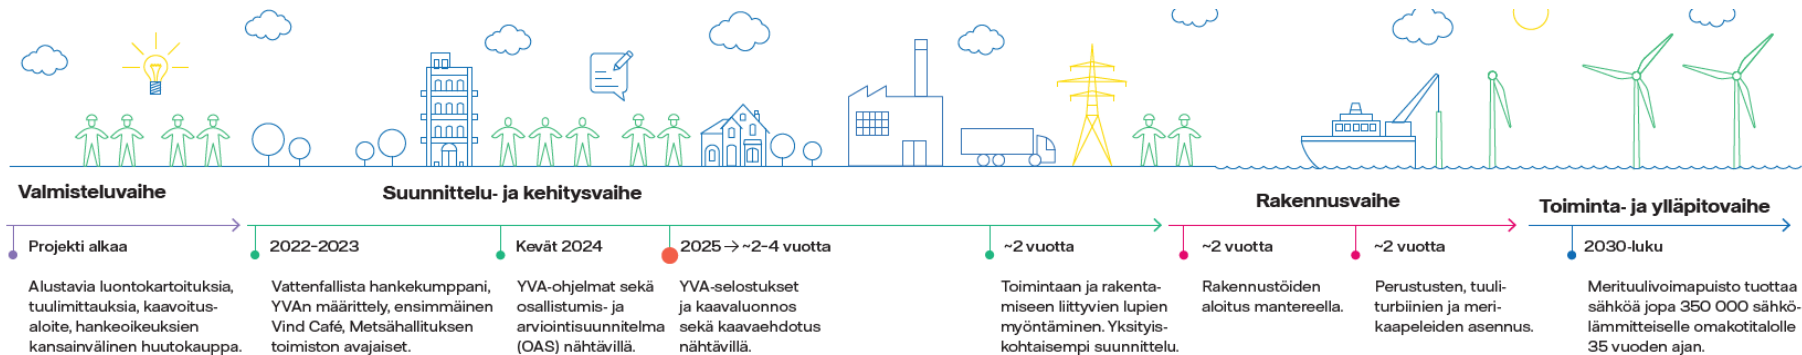 Valmisteluvaihe
Projekti alkaa
Alustavia luontokartoituksia,
tuulimittauksia, kaavoitus-
aloite, hankeoikeuksien
kansainvälinen huutokauppa.
Suunnittelu- ja kehitysvaihe
2022–2023
Vattenfallista hankekumppani,
YVAn määrittely, ensimmäinen
Vind Café, Metsähallituksen
toimiston avajaiset.
Kevät 2024
YVA-ohjelmat sekä
osallistumis- ja
arviointisuunnitelma
(OAS) nähtävillä.
2025 → ~2–4 vuotta
YVA-selostukset
ja kaavaluonnos
sekä kaavaehdotus
nähtävillä.
~2 vuotta
Toimintaan ja rakenta-
miseen liittyvien lupien
myöntäminen. Yksityis-
kohtaisempi suunnittelu.
Rakennusvaihe
~2 vuotta
Rakennustöiden
aloitus mantereella.
~2 vuotta
Perustusten, tuuli-
turbiinien ja meri-
kaapeleiden asennus.
Toiminta- ja ylläpitovaihe
2030-luku
Merituulivoimapuisto tuottaa
sähköä jopa 350 000 sähkö-
lämmitteiselle omakotitalolle
35 vuoden ajan.